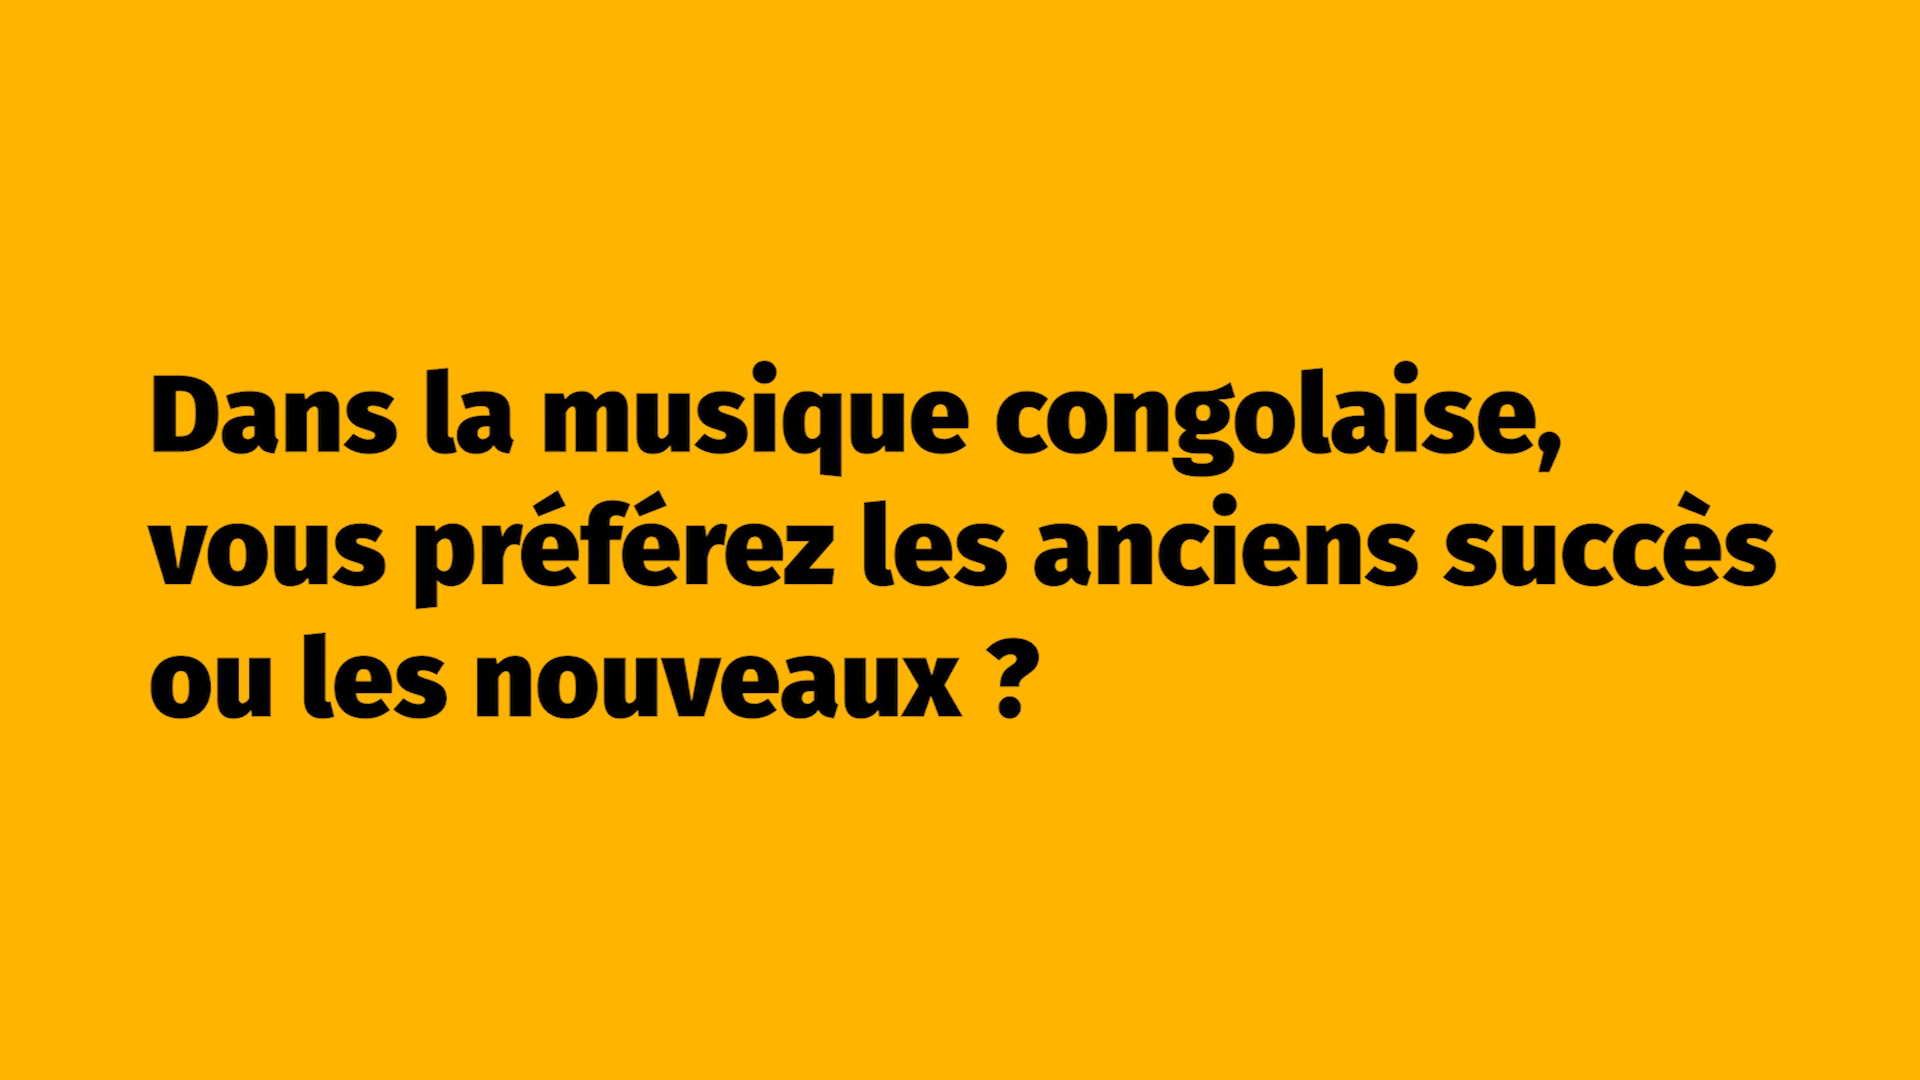 Dans la musique congolaise,
vous préférez les anciens succès
ou les nouveaux ?